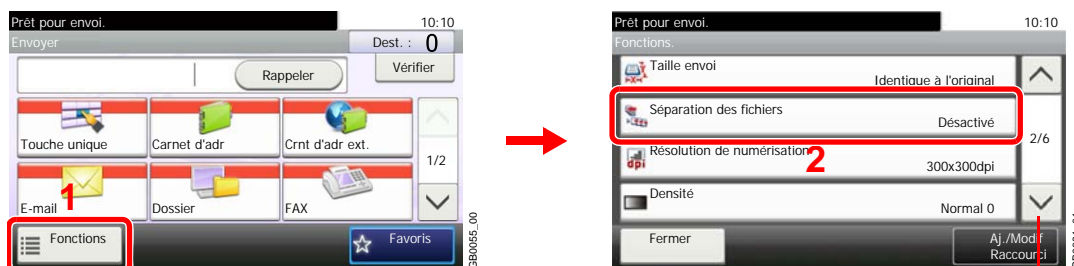 Prêt pour envoi.
10:10
Envoyer
Dest. : 0
Rappeler
Vérifier
Touche unique
Carnet d'adr
Crnt d'adr ext.
1/2
1
E-mail
Dossier
FAX
Fonctions
Favoris
GB0055_00
Prêt pour envoi.
10:10
Fonctions.
Taille envoi
Identique à l'original
Séparation des fichiers
Désactivé
2/6
Résolution de numérisation
2
dpi
300x300dpi
Densité
Normal 0
Fermer
Aj./Modif
Raccourci